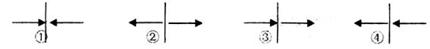 ① ② ③ ④